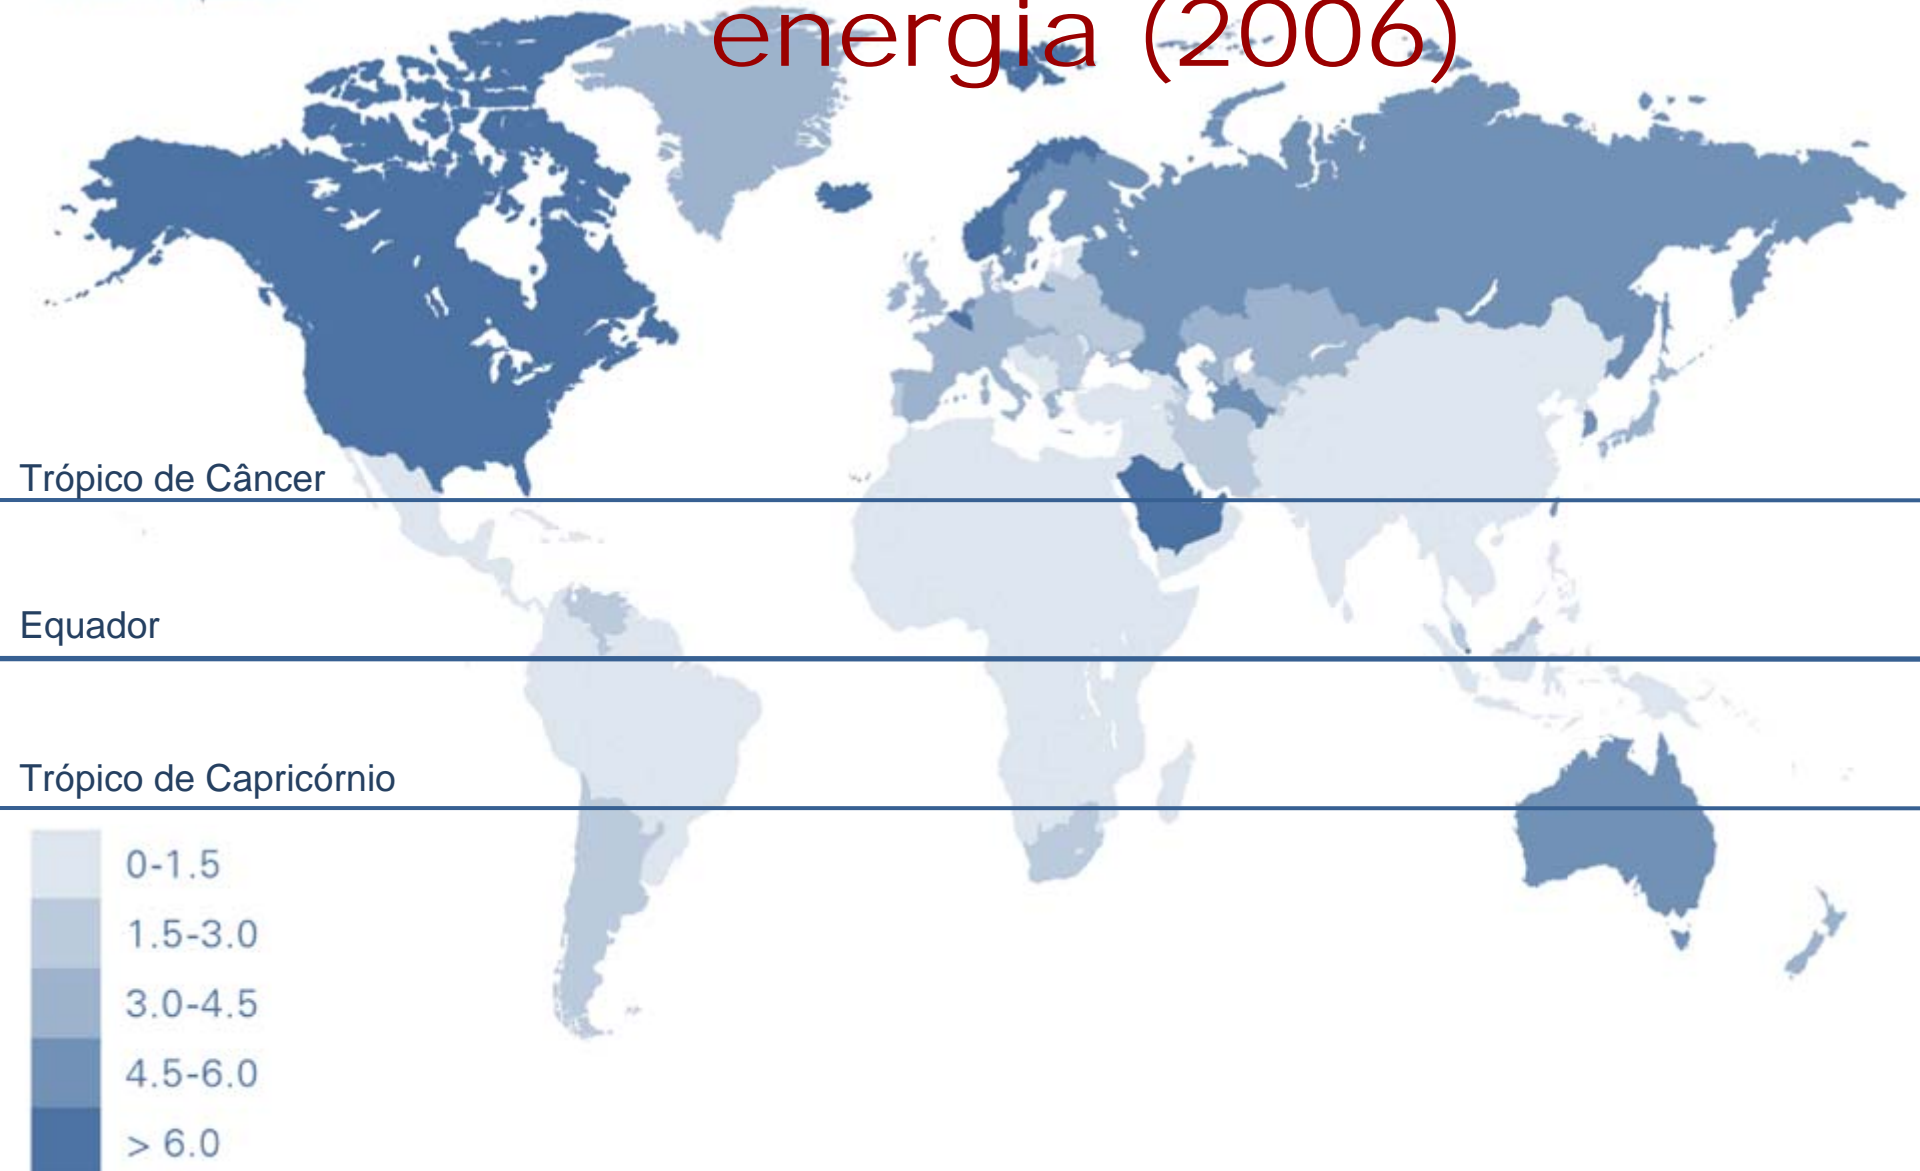 energia (2006)
Trópico de Câncer
Equador
Trópico de Capricórnio
0-1.5
1.5-3.0
3.0-4.5
4.5-6.0
> 6.0